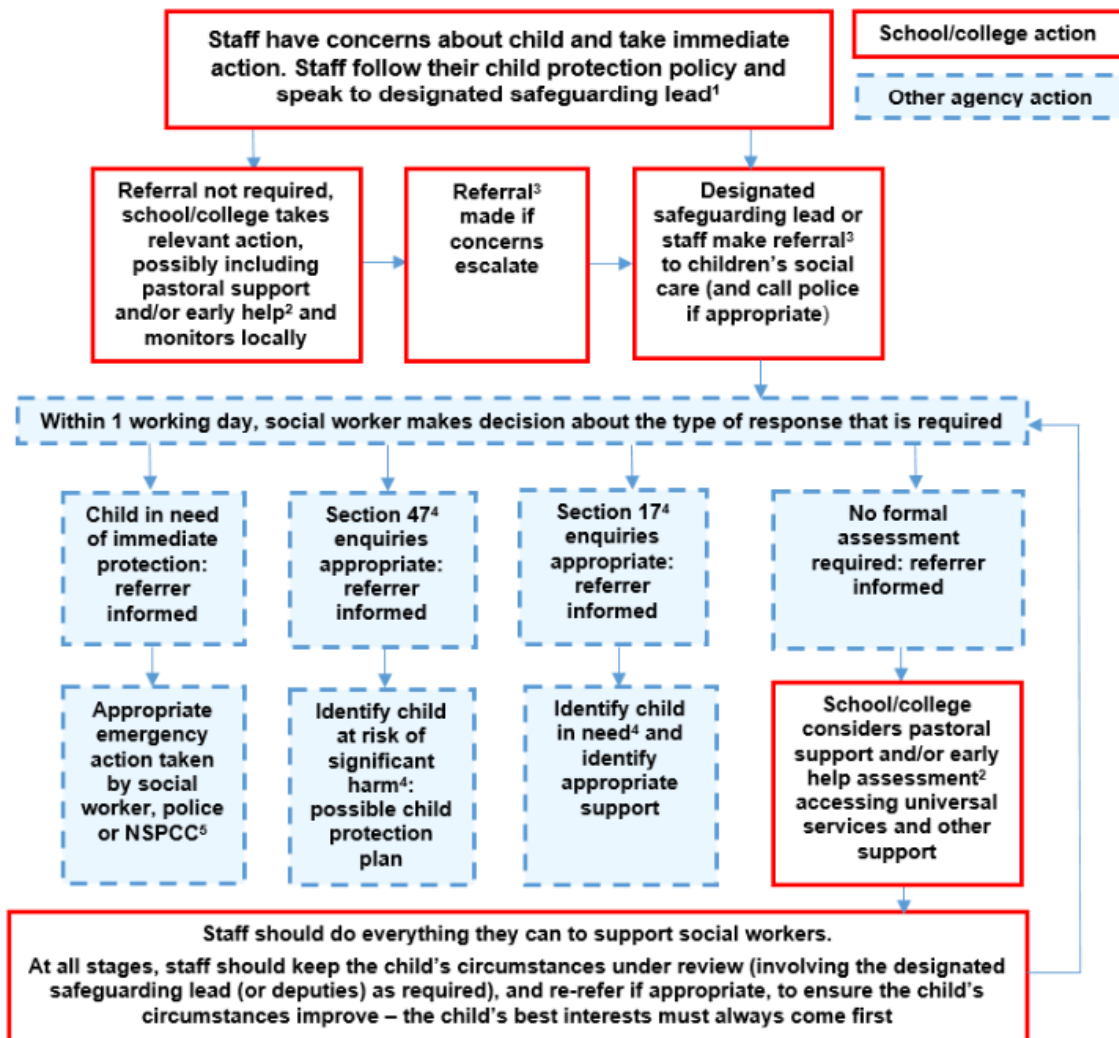 Staff have concerns about child and take immediate
action. Staff follow their child protection policy and
speak to designated safeguarding lead¹
School/college action
Other agency action
Referral not required,
school/college takes
relevant action,
possibly including
pastoral support
and/or early help² and
monitors locally
Referral³
made if
concerns
escalate
Designated
safeguarding lead or
staff make referral³
to children’s social
care (and call police
if appropriate)
Within 1 working day, social worker makes decision about the type of response that is required
Child in need
of immediate
protection:
referrer
informed
Section 47⁴
enquiries
appropriate:
referrer
informed
Section 17⁴
enquiries
appropriate:
referrer
informed
No formal
assessment
required: referrer
informed
Appropriate
emergency
action taken
by social
worker, police
or NSPCC⁵
Identify child
at risk of
significant
harm⁴:
possible child
protection
plan
Identify child
in need⁴ and
identify
appropriate
support
School/college
considers pastoral
support and/or early
help assessment²
accessing universal
services and other
support
Staff should do everything they can to support social workers.
At all stages, staff should keep the child’s circumstances under review (involving the designated
safeguarding lead (or deputies) as required), and re-refer if appropriate, to ensure the child’s
circumstances improve – the child’s best interests must always come first